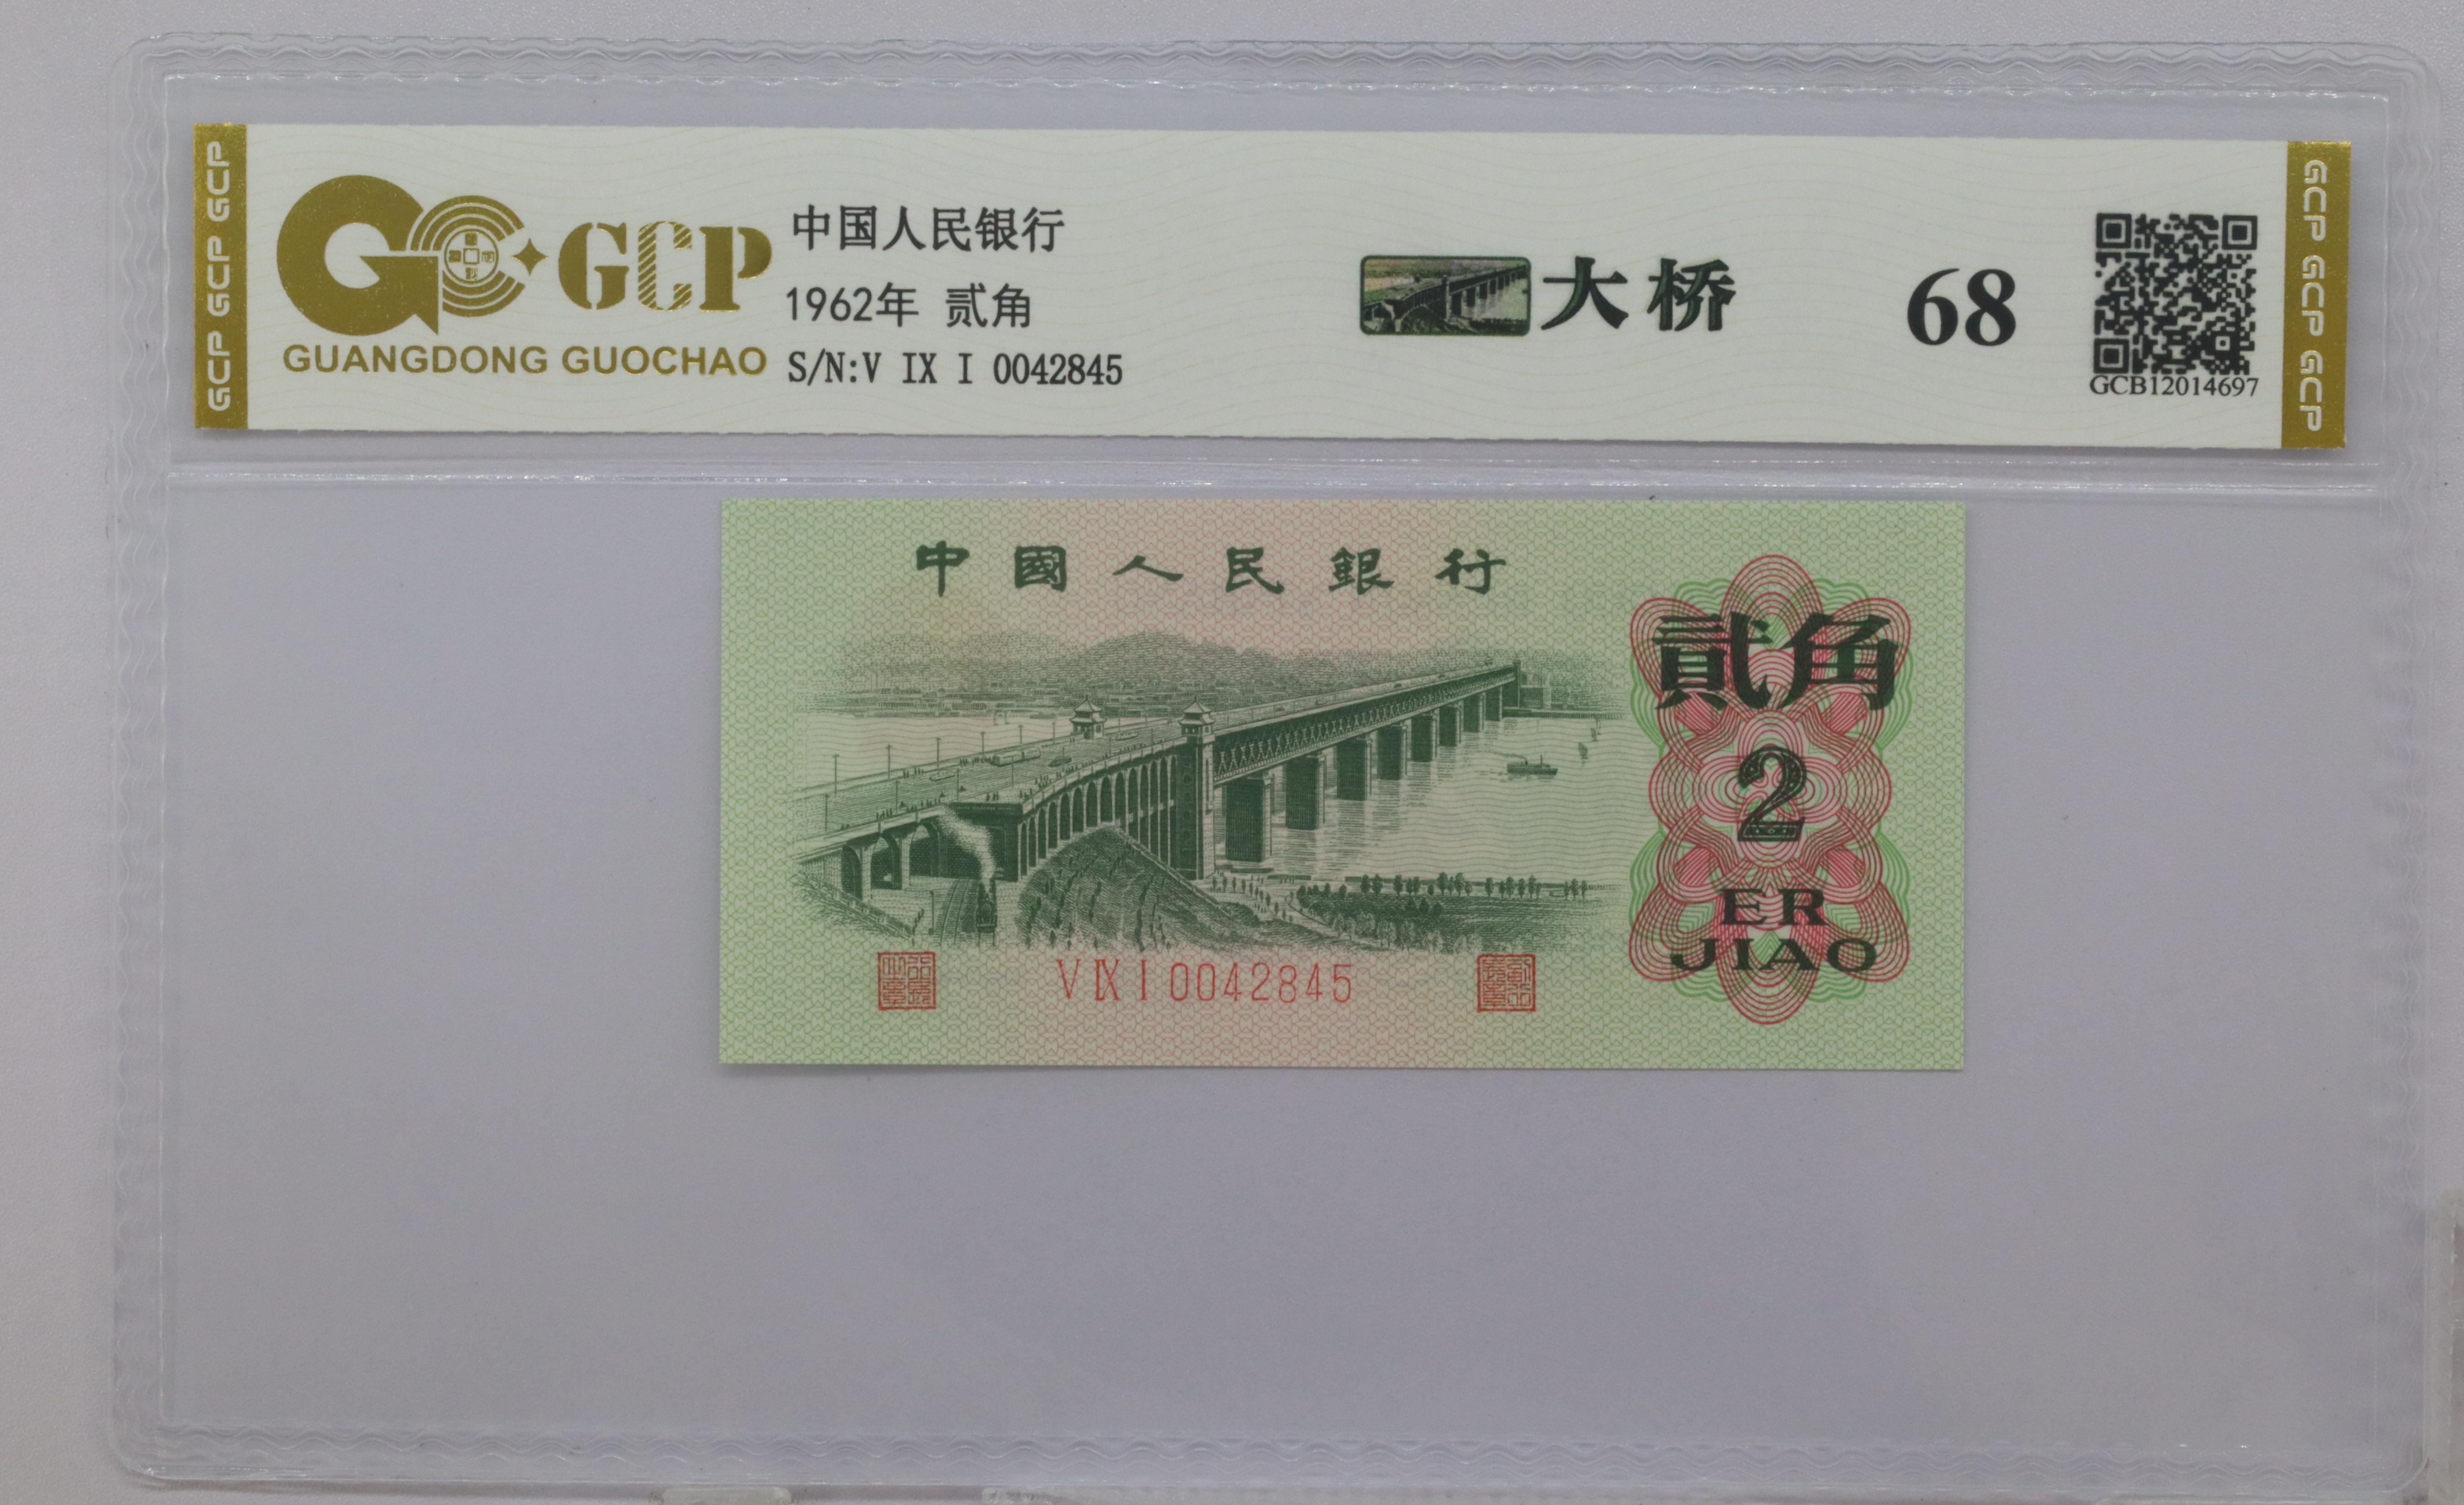 GCP GCP GCP
GCP
GUANGDONG GUOCHAO
中国人民银行
1962年 贰角
S/N:V IX I 0042845
大桥
68
GCB12014697
GCP GCP GCP
中國人民銀行
貳角
2
ER
JIAO
V IX I 0042845